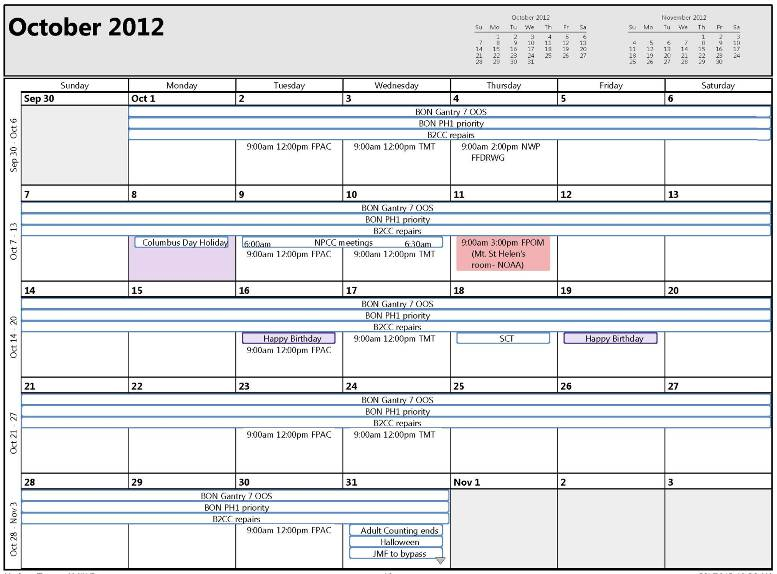 October 2012
October 2012
Su Mo Tu We Th Fr Sa
1 2 3 4 5 6
7 8 9 10 11 12 13
14 15 16 17 18 19 20
21 22 23 24 25 26 27
28 29 30 31
November 2012
Su Mo Tu We Th Fr Sa
1 2 3
4 5 6 7 8 9 10
11 12 13 14 15 16 17
18 19 20 21 22 23 24
25 26 27 28 29 30
Sunday Monday Tuesday Wednesday Thursday Friday Saturday
Sep 30 - Oct 6
Sep 30 Oct 1 2 3 4 5 6
BON Gantry 7 OOS
BON PH1 priority
B2CC repairs
9:00am 12:00pm FPAC 9:00am 12:00pm TMT 9:00am 2:00pm NWP
FFDRWG
Oct 7 - 13
7 8 9 10 11 12 13
BON Gantry 7 OOS
BON PH1 priority
B2CC repairs
Columbus Day Holiday 6:00am NPCC meetings 6:30am 9:00am 3:00pm FPOM
9:00am 12:00pm FPAC 9:00am 12:00pm TMT (Mt. St Helen's
room- NOAA)
Oct 14 - 20
14 15 16 17 18 19 20
BON Gantry 7 OOS
BON PH1 priority
B2CC repairs
Happy Birthday 9:00am 12:00pm TMT SCT Happy Birthday
9:00am 12:00pm FPAC
Oct 21 - 27
21 22 23 24 25 26 27
BON Gantry 7 OOS
BON PH1 priority
B2CC repairs
9:00am 12:00pm FPAC 9:00am 12:00pm TMT
Oct 28 - Nov 3
28 29 30 31 Nov 1 2 3
BON Gantry 7 OOS
BON PH1 priority
B2CC repairs
9:00am 12:00pm FPAC Adult Counting ends
Halloween
JMF to bypass